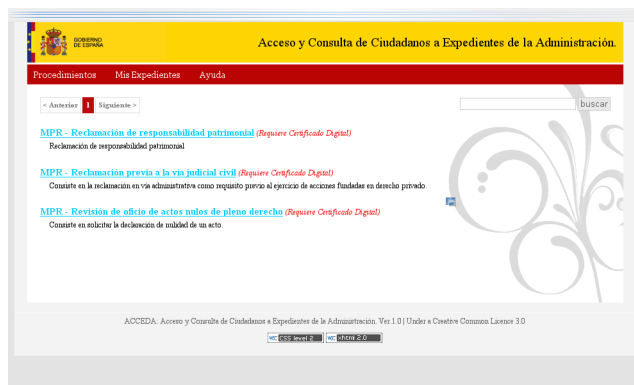 GOBIERNO
DE ESPAÑA
Acceso y Consulta de Ciudadanos a Expedientes de la Administración.
Procedimientos Mis Expedientes Ayuda
< Anterior 1 Siguiente > buscar
MPR - Reclamación de responsabilidad patrimonial (Requiere Certificado Digital)
Reclamación de responsabilidad patrimonial
MPR - Reclamación previa a la vía judicial civil (Requiere Certificado Digital)
Consiste en la reclamación en vía administrativa como requisito previo al ejercicio de acciones fundadas en derecho privado.
MPR - Revisión de oficio de actos nulos de pleno derecho (Requiere Certificado Digital)
Consiste en solicitar la declaración de nulidad de un acto.
ACCEDA: Acceso y Consulta de Ciudadanos a Expedientes de la Administración. Ver.1.0 | Under a Creative Common Licence 3.0
W3C CSS level 2 W3C xhtml 2.0